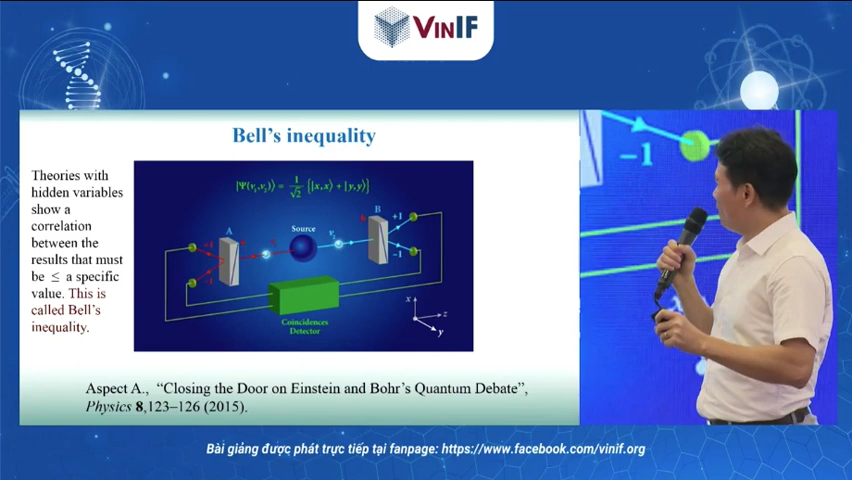 VINIF
Bell's inequality
Theories with
hidden variables
show a
correlation
between the
results that must
be ≤ a specific
value. This is
called Bell's
inequality.
|Ψ(ν₁,ν₂)⟩ = 1/√2 {|x,x⟩ + |y,y⟩}
A
Source
B
+1
-1
-1
Coincidences
Detector
x
z
y
-1
Aspect A., “Closing the Door on Einstein and Bohr's Quantum Debate”,
Physics 8,123–126 (2015).
Bài giảng được phát trực tiếp tại fanpage: https://www.facebook.com/vinif.org